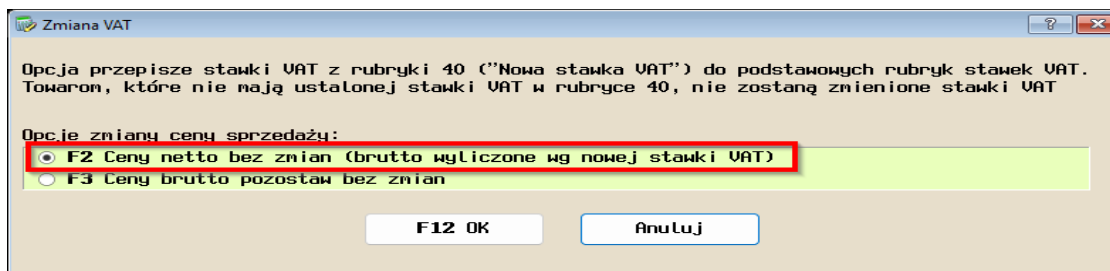 Zmiana VAT
Opcja przepisze stawki VAT z rubryki 40 ("Nowa stawka VAT") do podstawowych rubryk stawek VAT.
Towarom, które nie mają ustalonej stawki VAT w rubryce 40, nie zostaną zmienione stawki VAT
Opcje zmiany ceny sprzedaży:
F2 Ceny netto bez zmian (brutto wyliczone wg nowej stawki VAT)
F3 Ceny brutto pozostaw bez zmian
F12 OK Anuluj